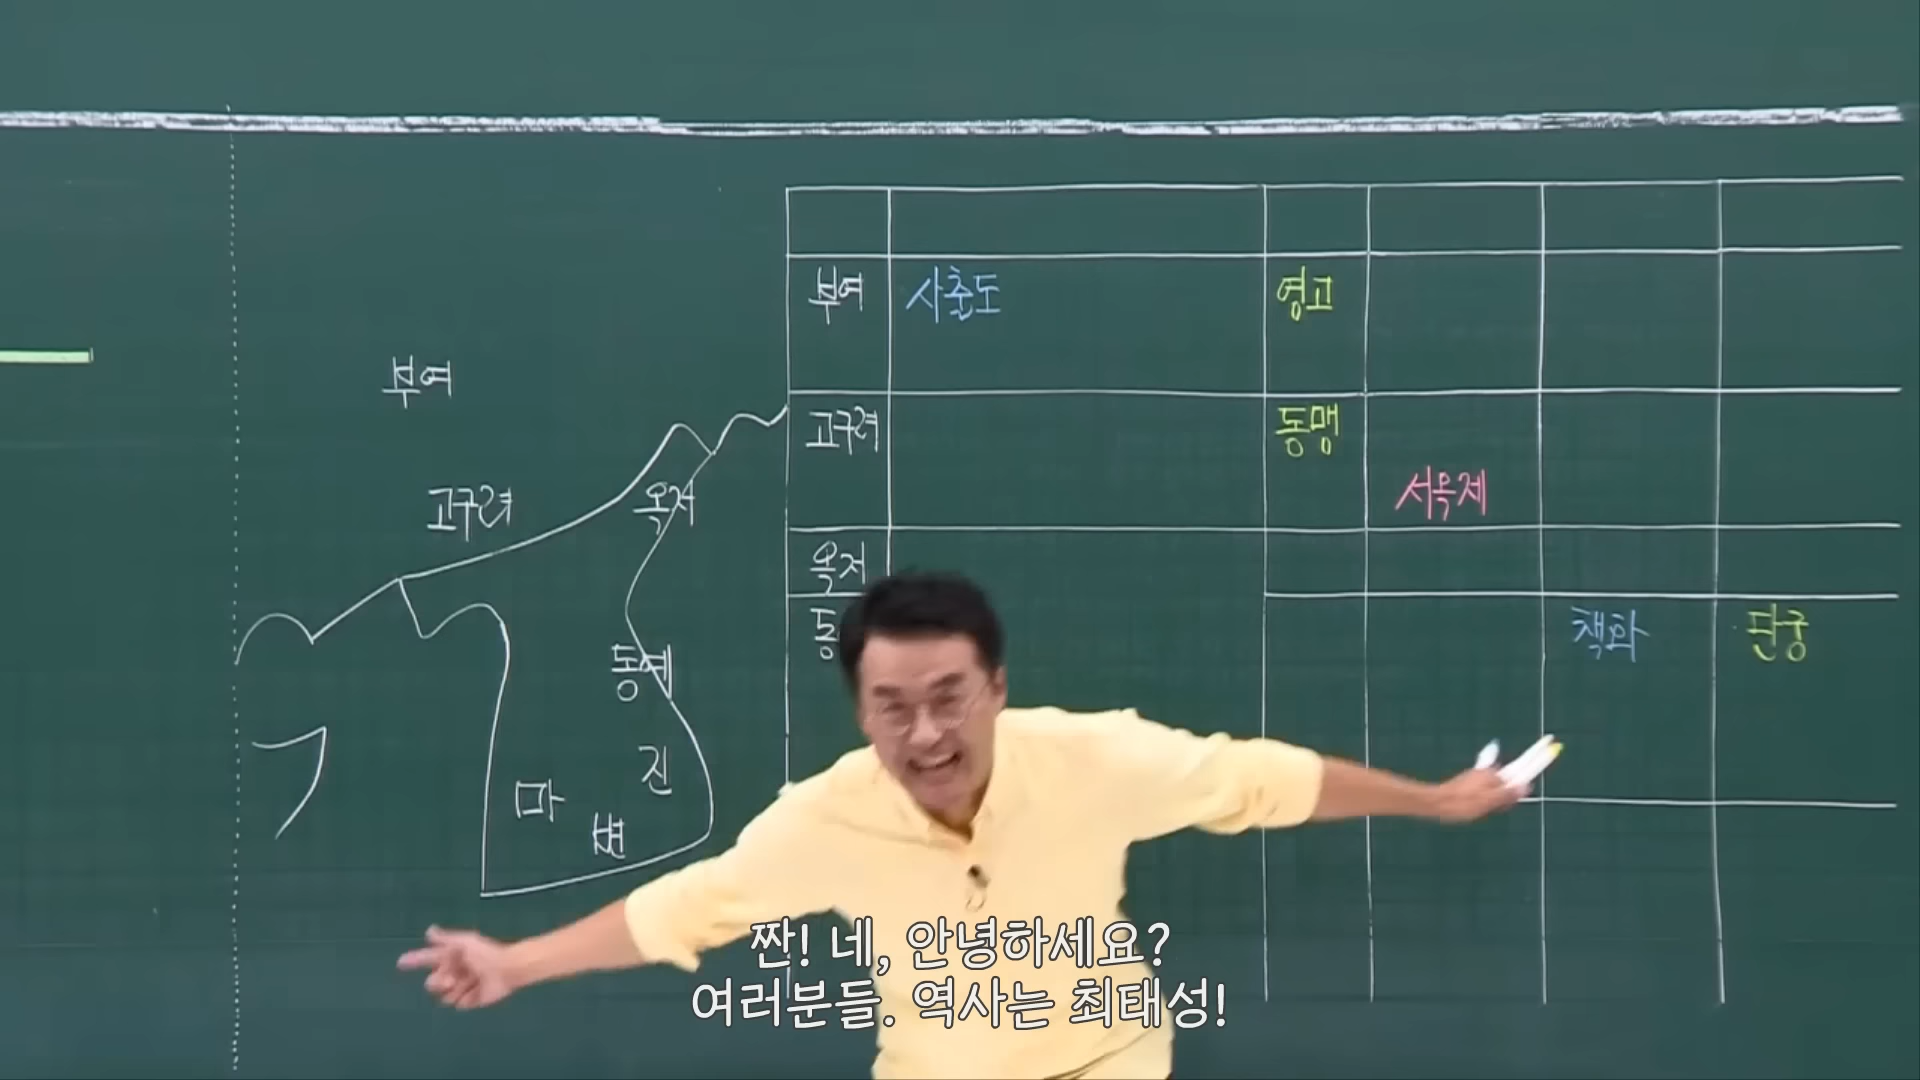 부여
고구려
옥저
동예
진
마
변
부여 사출도 영고
고구려 동맹
서옥제
옥저
동
책화 단궁
짠! 네, 안녕하세요?
여러분들. 역사는 최태성!